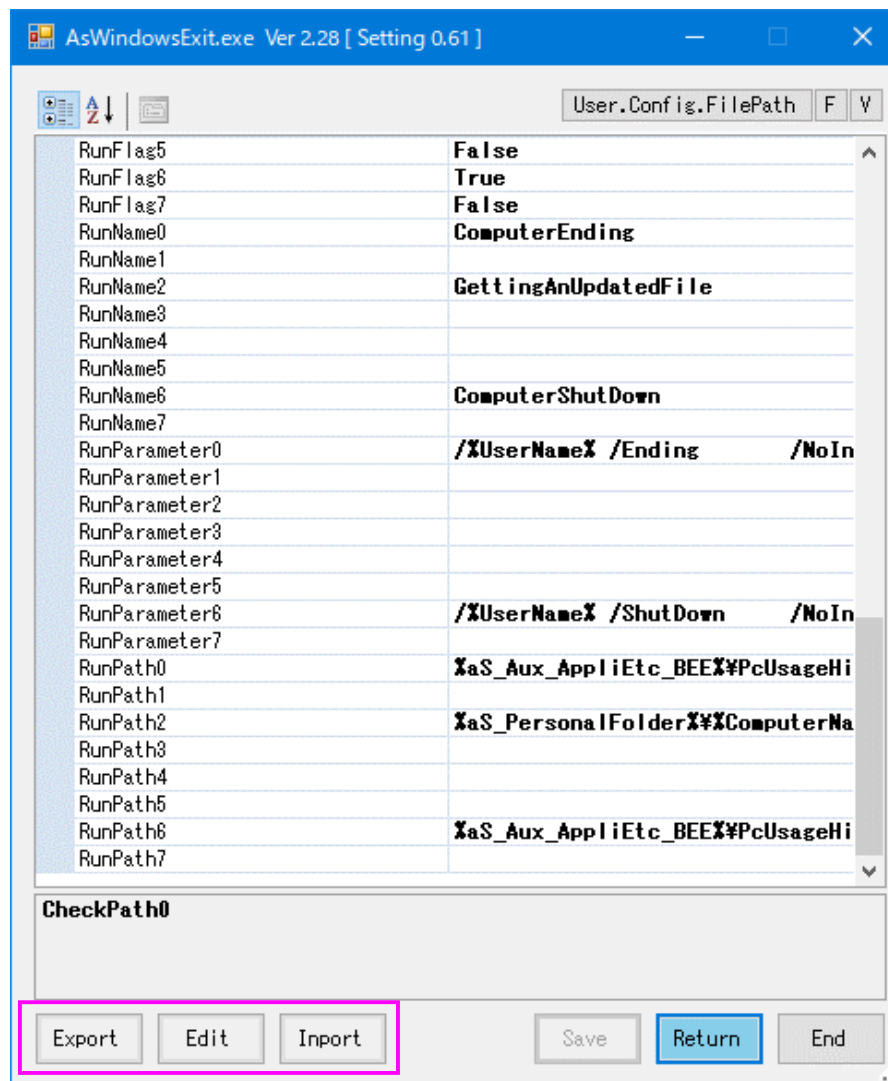 AsWindowsExit.exe Ver 2.28 [ Setting 0.61 ]
User.Config.FilePath F V
RunFlag5 False
RunFlag6 True
RunFlag7 False
RunName0 ComputerEnding
RunName1
RunName2 GettingAnUpdatedFile
RunName3
RunName4
RunName5
RunName6 ComputerShutDown
RunName7
RunParameter0 /%UserName% /Ending /NoIn
RunParameter1
RunParameter2
RunParameter3
RunParameter4
RunParameter5
RunParameter6 /%UserName% /ShutDown /NoIn
RunParameter7
RunPath0 %aS_Aux_AppliEtc_BEE%¥PcUsageHi
RunPath1
RunPath2 %aS_PersonalFolder%¥%ComputerNa
RunPath3
RunPath4
RunPath5
RunPath6 %aS_Aux_AppliEtc_BEE%¥PcUsageHi
RunPath7
CheckPath0
Export Edit Inport Save Return End